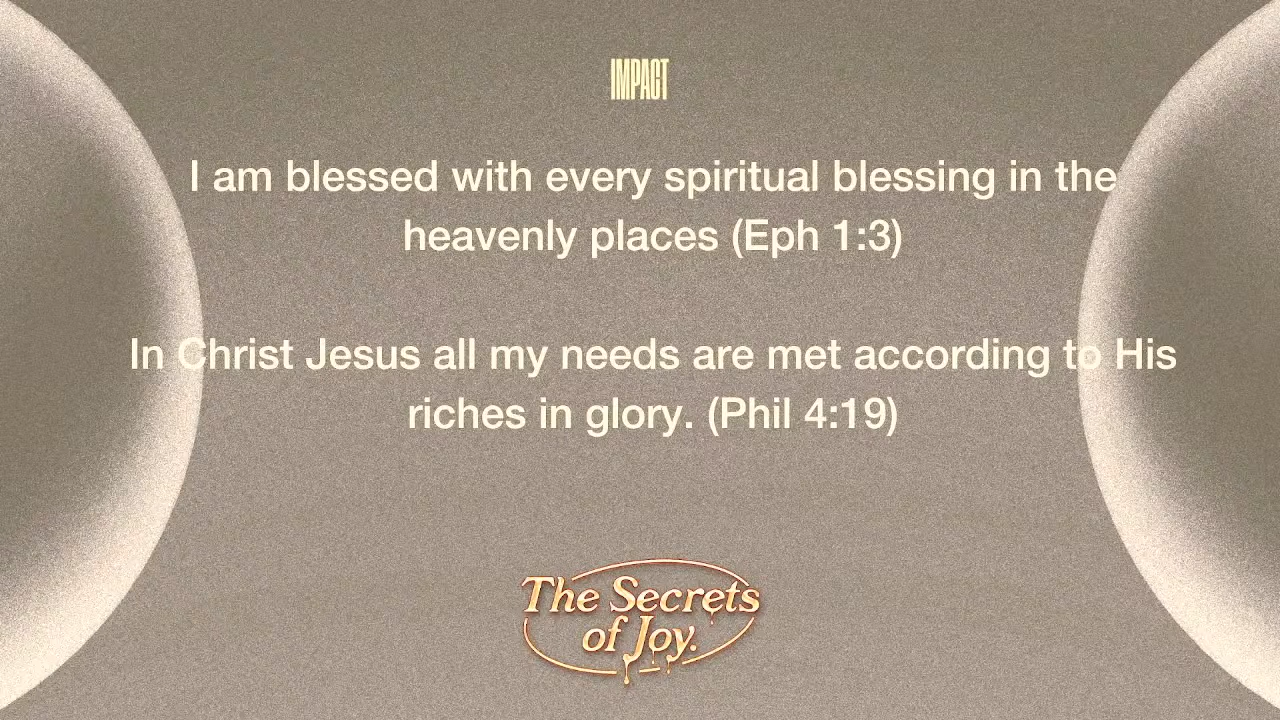 IMPACT
I am blessed with every spiritual blessing in the
heavenly places (Eph 1:3)
In Christ Jesus all my needs are met according to His
riches in glory. (Phil 4:19)
The Secrets
of Joy.